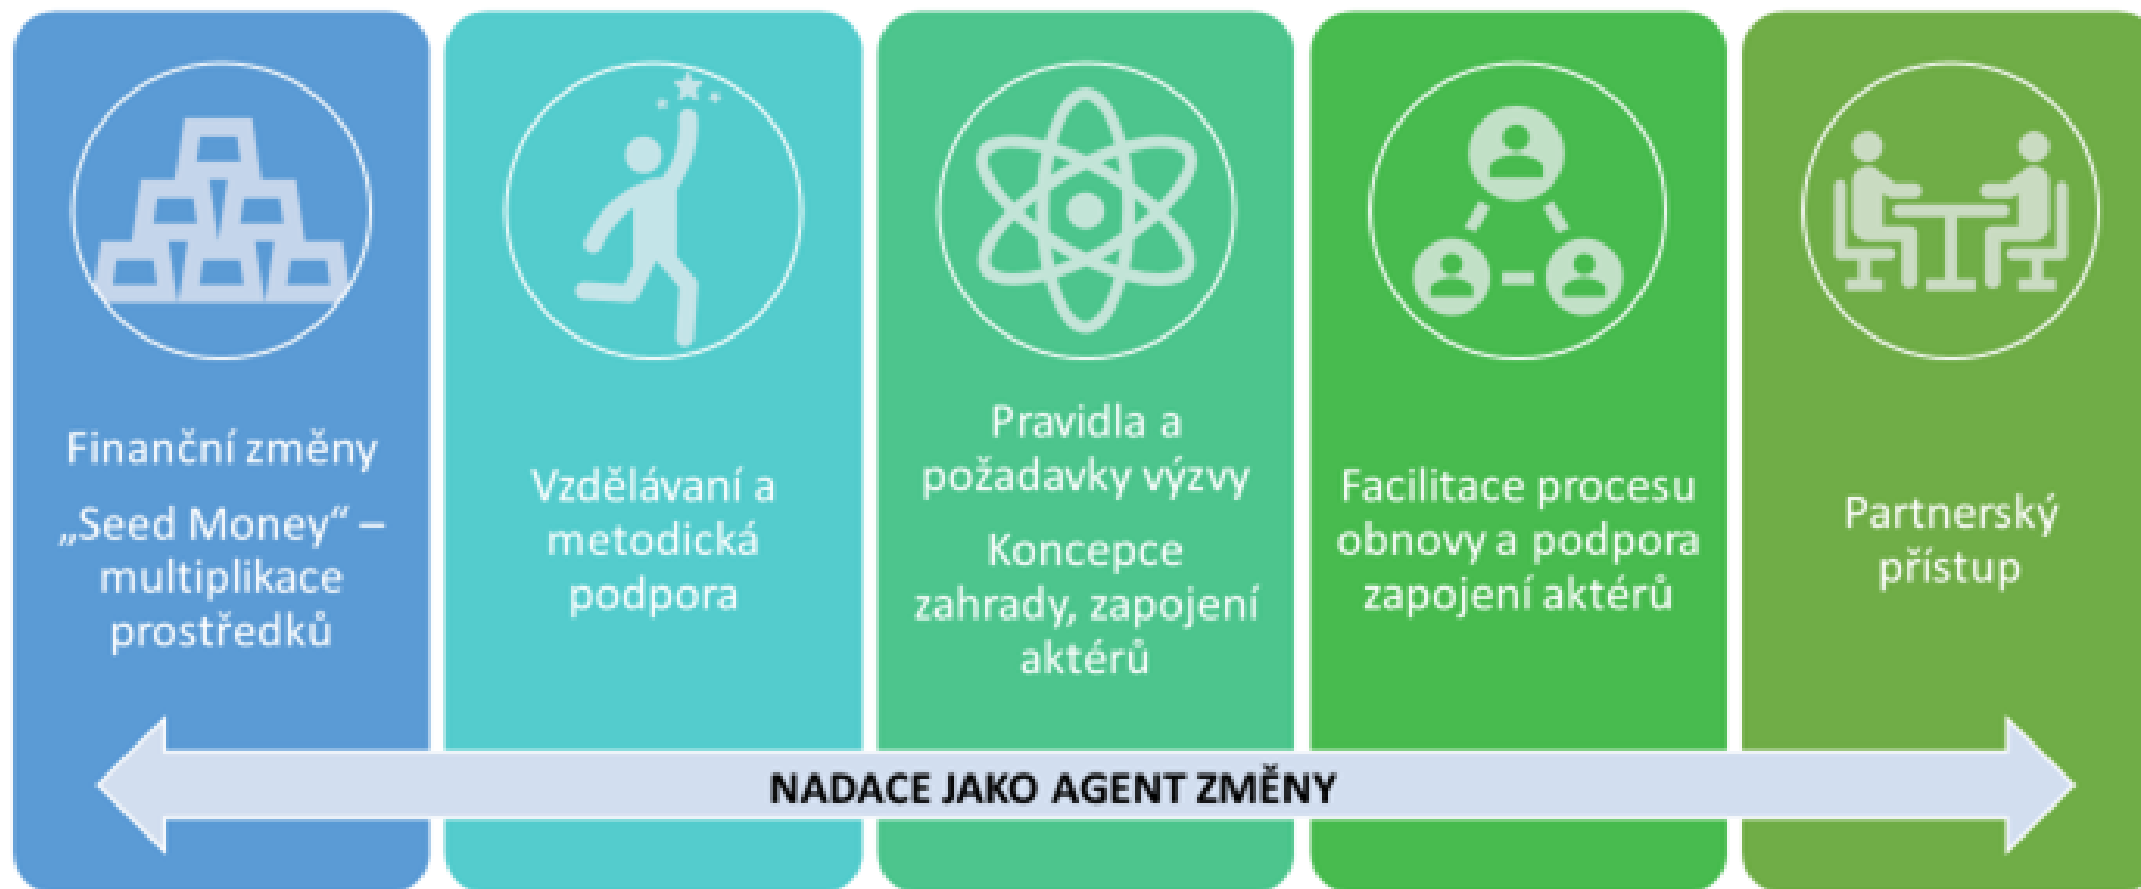 Finanční změny
„Seed Money“ –
multiplikace
prostředků
Vzdělávaní a
metodická
podpora
Pravidla a
požadavky výzvy
Koncepce
zahrady, zapojení
aktérů
Facilitace procesu
obnovy a podpora
zapojení aktérů
Partnerský
přístup
NADACE JAKO AGENT ZMĚNY